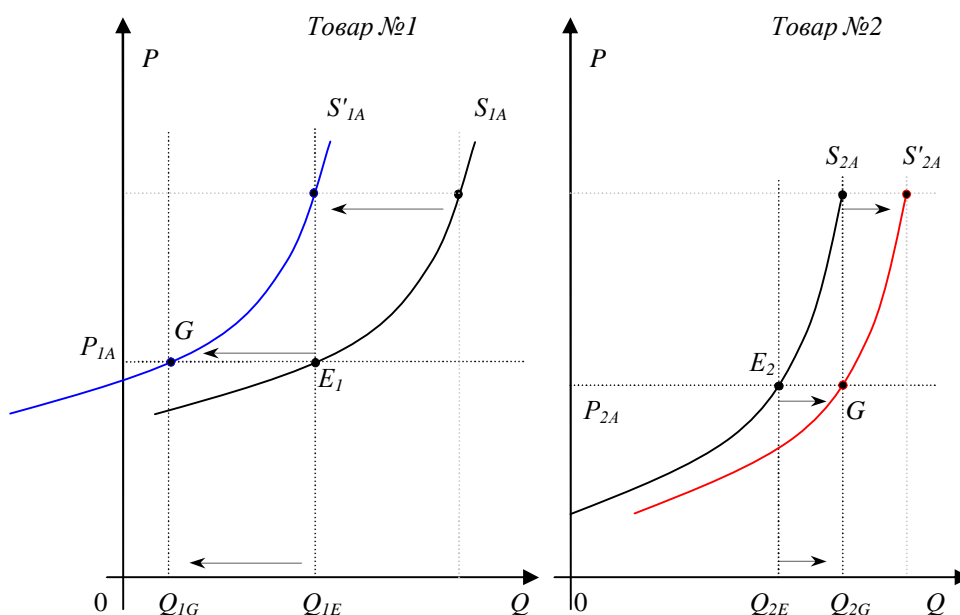 Товар №1
P
S'1A
S1A
G
P1A
E1
0
Q1G
Q1E
Q
Товар №2
P
S2A
S'2A
E2
P2A
G
0
Q2E
Q2G
Q